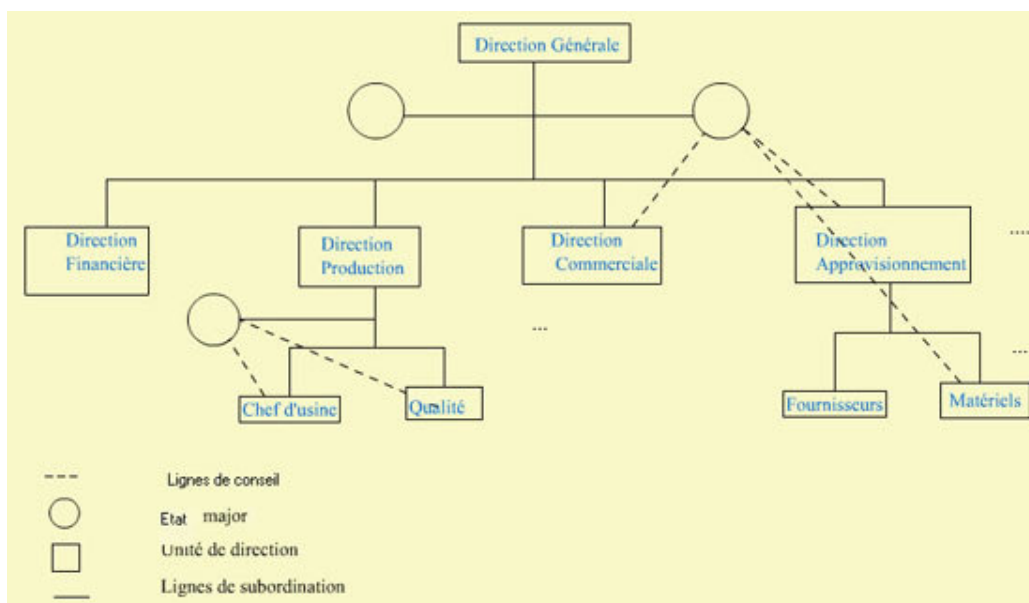 Direction Générale
Direction
Financière
Direction
Production
Direction
Commerciale
Direction
Approvisionnement
....
...
....
Chef d'usine
Qualité
Fournisseurs
Matériels
Lignes de conseil
Etat major
Unité de direction
Lignes de subordination